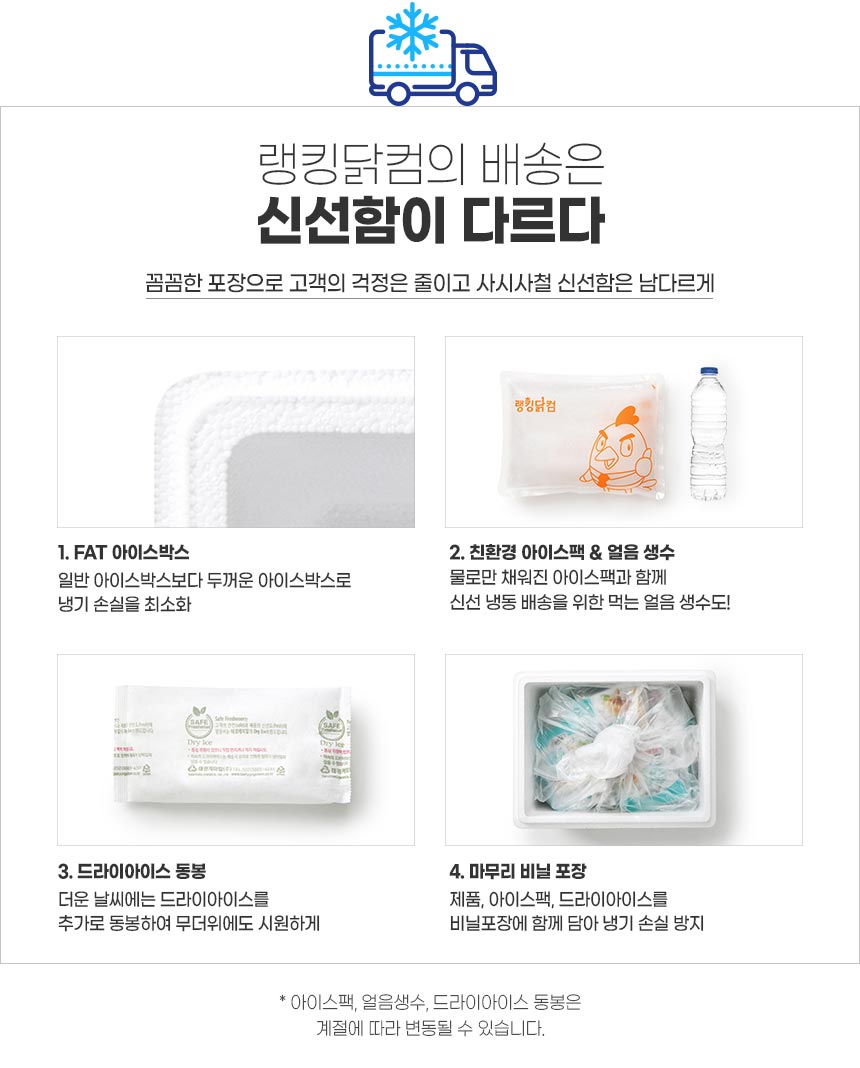 랭킹닭컴의 배송은
신선함이 다르다
꼼꼼한 포장으로 고객의 걱정은 줄이고 사시사철 신선함은 남다르게
랭킹닭컴
1. FAT 아이스박스
일반 아이스박스보다 두꺼운 아이스박스로
냉기 손실을 최소화
2. 친환경 아이스팩 & 얼음 생수
물로만 채워진 아이스팩과 함께
신선 냉동 배송을 위한 먹는 얼음 생수도!
SAFE
Safe Freshenerry
Dry Ice
SAFE
Dry Ice
3. 드라이아이스 동봉
더운 날씨에는 드라이아이스를
추가로 동봉하여 무더위에도 시원하게
4. 마무리 비닐 포장
제품, 아이스팩, 드라이아이스를
비닐포장에 함께 담아 냉기 손실 방지
* 아이스팩, 얼음생수, 드라이아이스 동봉은
계절에 따라 변동될 수 있습니다.